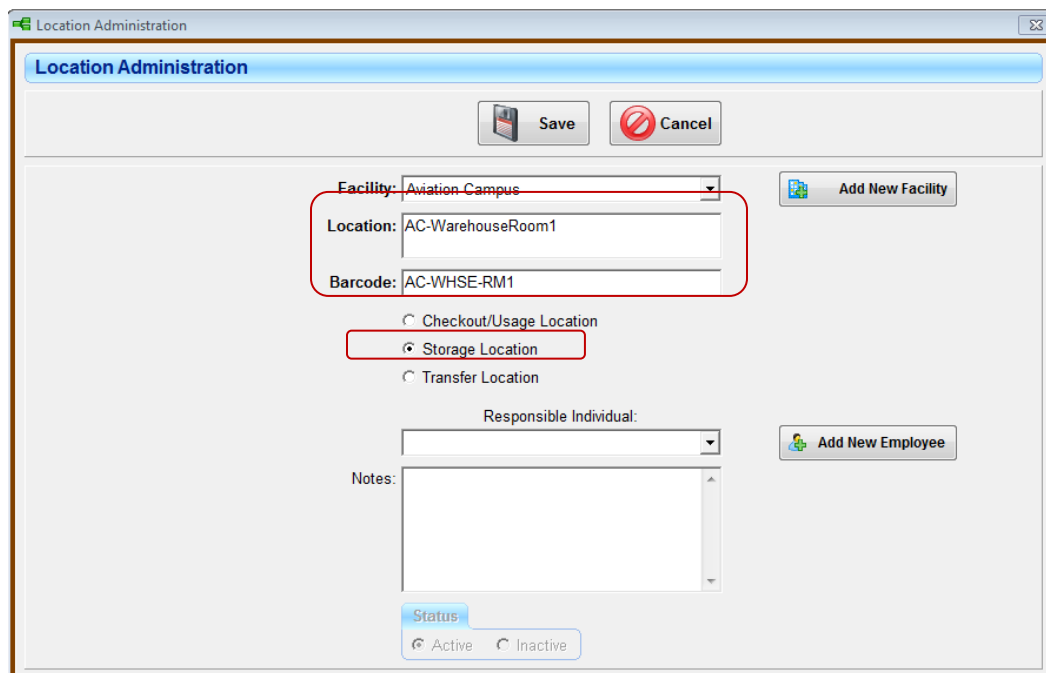 Location Administration
Location Administration
Save Cancel
Facility: Aviation Campus Add New Facility
Location: AC-WarehouseRoom1
Barcode: AC-WHSE-RM1
Checkout/Usage Location
Storage Location
Transfer Location
Responsible Individual:
Add New Employee
Notes:
Status
Active Inactive